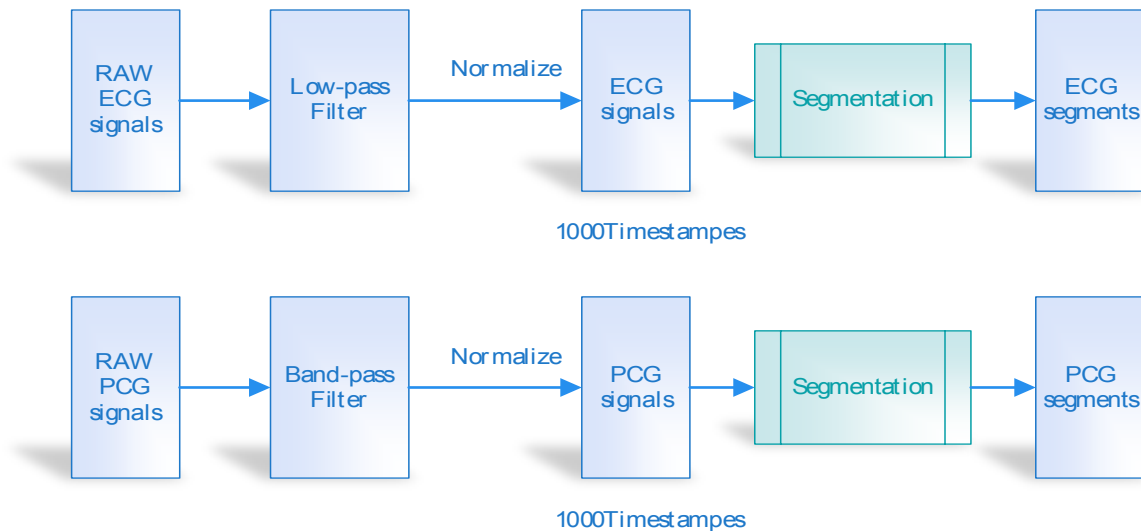 RAW
ECG
signals
Low-pass
Filter
Normalize
ECG
signals
Segmentation
ECG
segments
1000Timestampes
RAW
PCG
signals
Band-pass
Filter
Normalize
PCG
signals
Segmentation
PCG
segments
1000Timestampes